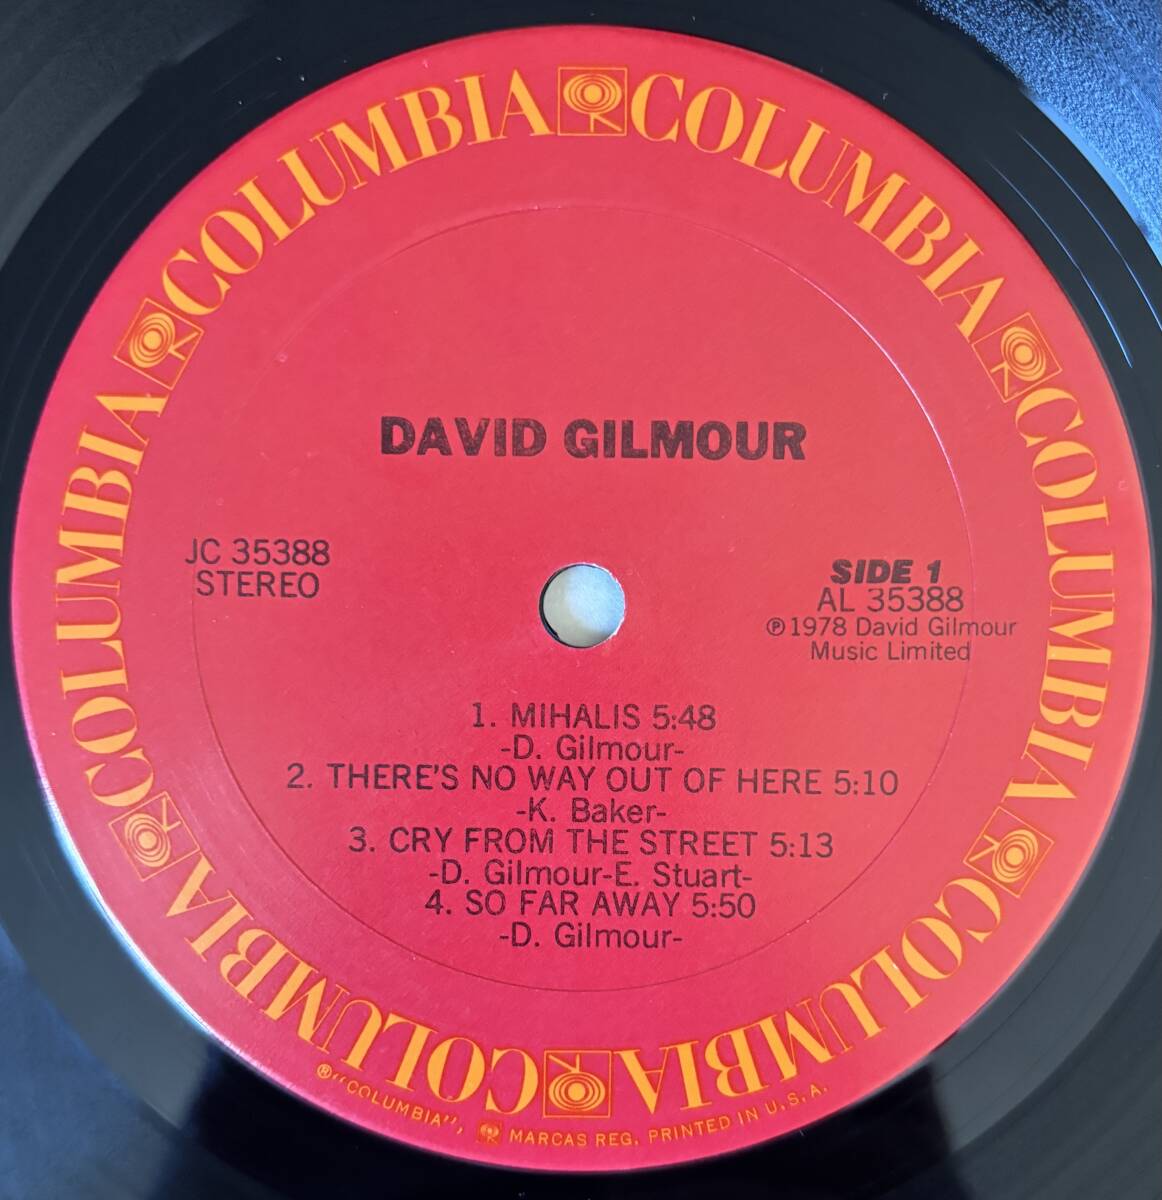 COLUMBIA COLUMBIA COLUMBIA COLUMBIA COLUMBIA COLUMBIA
DAVID GILMOUR
JC 35388
STEREO
SIDE 1
AL 35388
℗ 1978 David Gilmour
Music Limited
1. MIHALIS 5:48
-D. Gilmour-
2. THERE'S NO WAY OUT OF HERE 5:10
-K. Baker-
3. CRY FROM THE STREET 5:13
-D. Gilmour-E. Stuart-
4. SO FAR AWAY 5:50
-D. Gilmour-
®"COLUMBIA", MARCAS REG. PRINTED IN U.S.A.